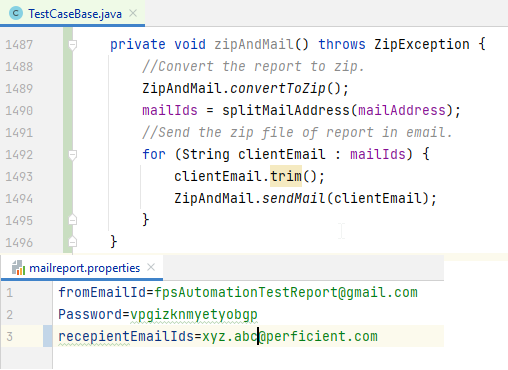 TestCaseBase.java
1487 private void zipAndMail() throws ZipException {
1488 //Convert the report to zip.
1489 ZipAndMail.convertToZip();
1490 mailIds = splitMailAddress(mailAddress);
1491 //Send the zip file of report in email.
1492 for (String clientEmail : mailIds) {
1493 clientEmail.trim();
1494 ZipAndMail.sendMail(clientEmail);
1495 }
1496 }
mailreport.properties
1 fromEmailId=fpsAutomationTestReport@gmail.com
2 Password=vpgizknmyetyobgp
3 recepientEmailIds=xyz.abc@perficient.com